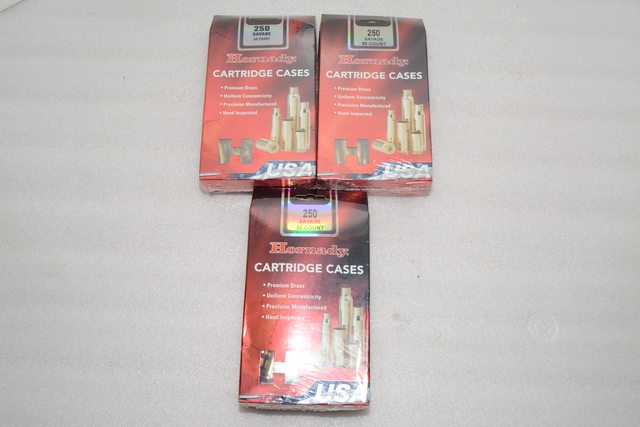 250
SAVAGE
50 COUNT
Hornady
CARTRIDGE CASES
• Premium Brass
• Uniform Concentricity
• Precision Manufactured
• Hand Inspected
USA
250
SAVAGE
50 COUNT
Hornady
CARTRIDGE CASES
• Premium Brass
• Uniform Concentricity
• Precision Manufactured
• Hand Inspected
USA
250
SAVAGE
50 COUNT
Hornady
CARTRIDGE CASES
• Premium Brass
• Uniform Concentricity
• Precision Manufactured
• Hand Inspected
USA